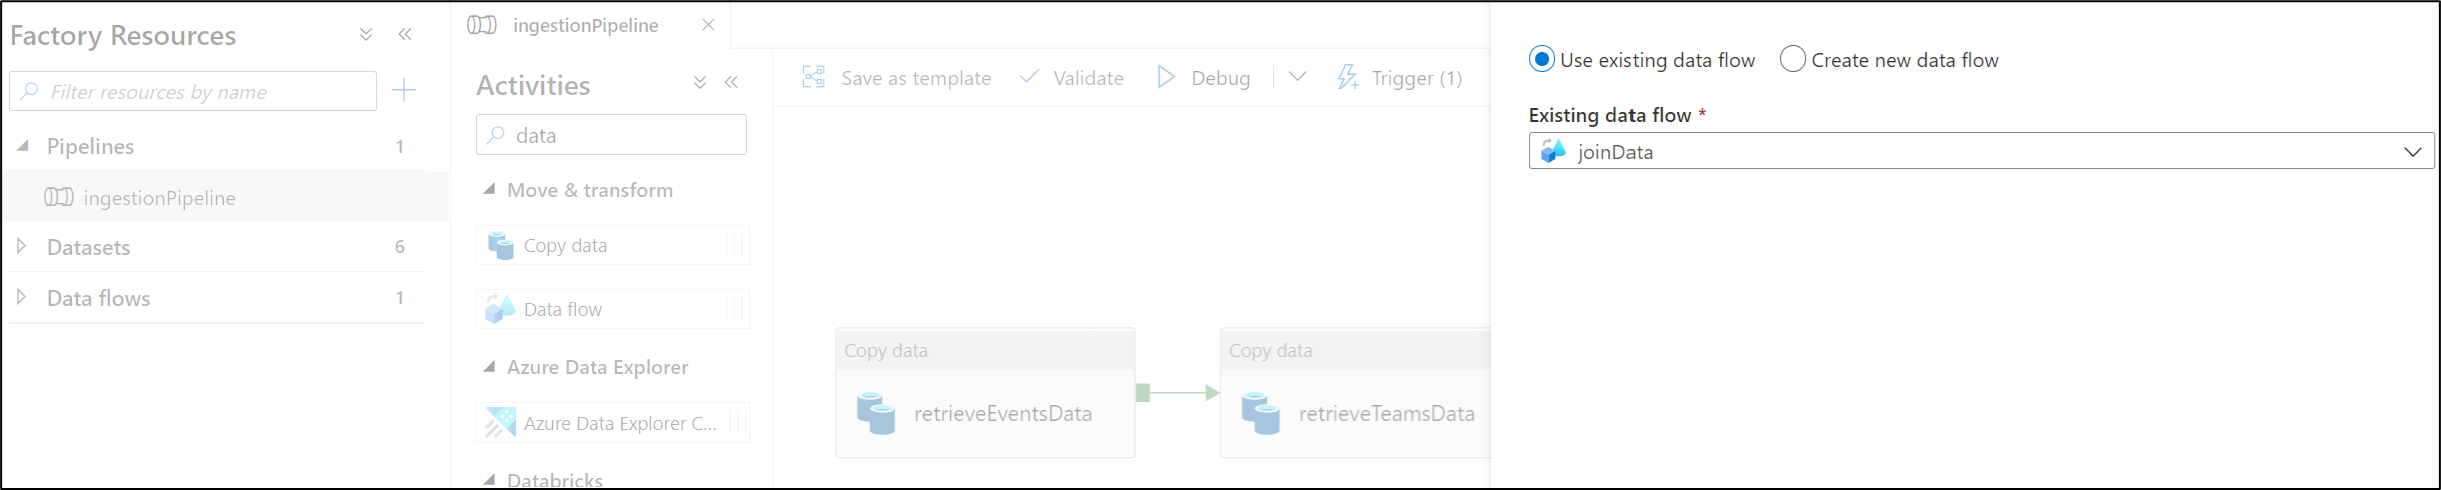 Factory Resources
Filter resources by name
Pipelines 1
ingestionPipeline
Datasets 6
Data flows 1
ingestionPipeline
Activities
data
Move & transform
Copy data
Data flow
Azure Data Explorer
Azure Data Explorer C...
Databricks
Save as template
Validate
Debug
Trigger (1)
Copy data
retrieveEventsData
Copy data
retrieveTeamsData
Use existing data flow
Create new data flow
Existing data flow *
joinData